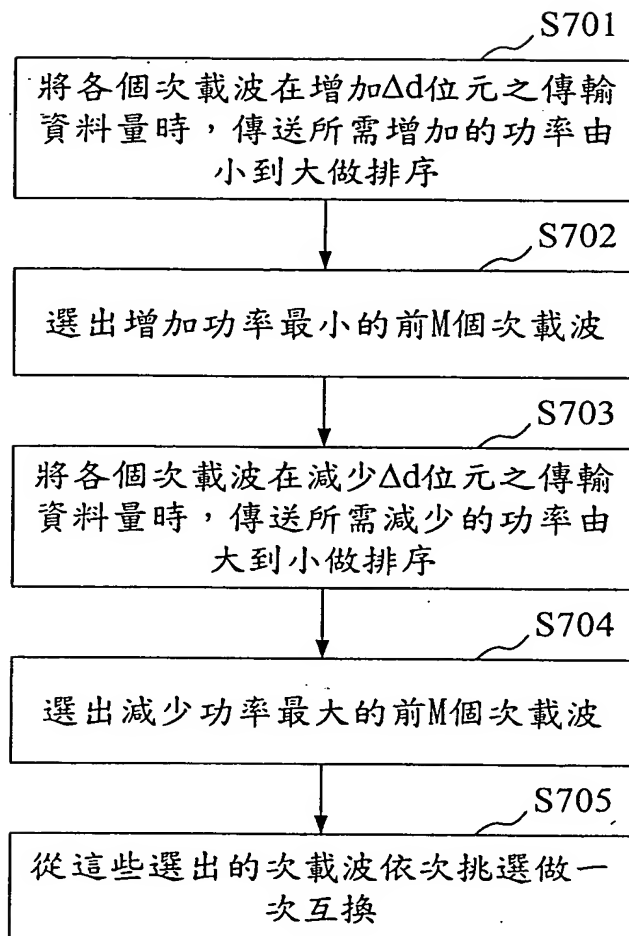 S701
將各個次載波在增加Δd位元之傳輸
資料量時，傳送所需增加的功率由
小到大做排序
S702
選出增加功率最小的前M個次載波
S703
將各個次載波在減少Δd位元之傳輸
資料量時，傳送所需減少的功率由
大到小做排序
S704
選出減少功率最大的前M個次載波
S705
從這些選出的次載波依次挑選做一
次互換